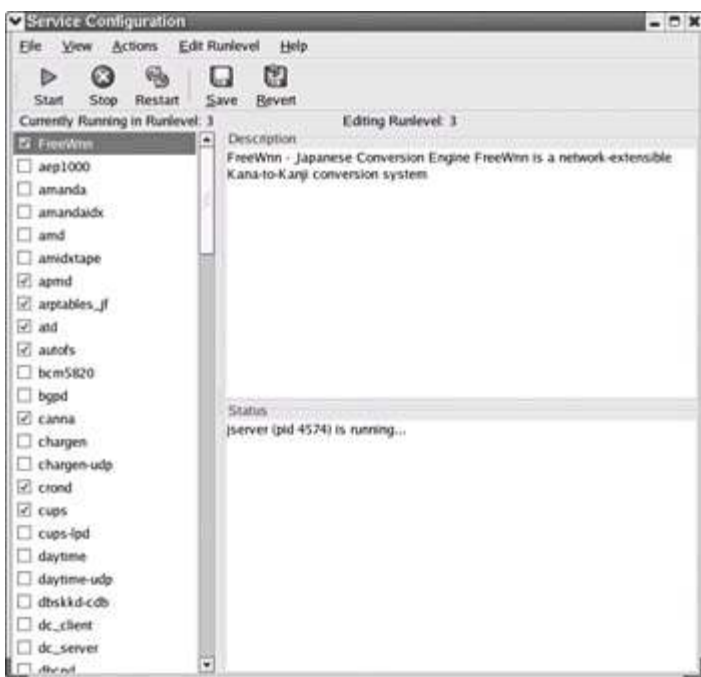 Service Configuration
File View Actions Edit Runlevel Help
Start Stop Restart Save Revert
Currently Running in Runlevel: 3 Editing Runlevel: 3
FreeWnn
aep1000
amanda
amandaidx
amd
amidxtape
apmd
arptables_jf
atd
autofs
bcm5820
bgpd
canna
chargen
chargen-udp
crond
cups
cups-lpd
daytime
daytime-udp
dbskkd-cdb
dc_client
dc_server
Description
FreeWnn - Japanese Conversion Engine FreeWnn is a network-extensible
Kana-to-Kanji conversion system
Status
jserver (pid 4574) is running...